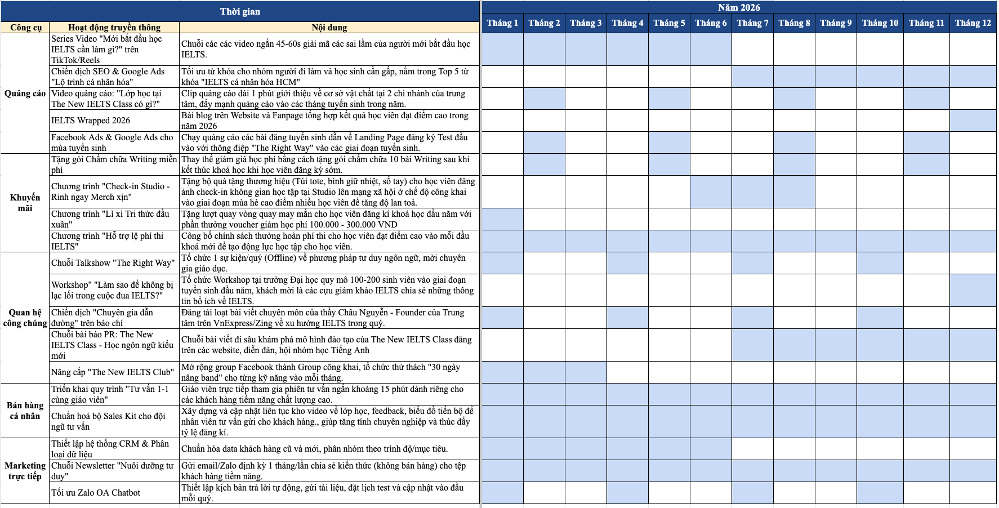 Thời gian
Năm 2026
Công cụ
Hoạt động truyền thông
Nội dung
Tháng 1
Tháng 2
Tháng 3
Tháng 4
Tháng 5
Tháng 6
Tháng 7
Tháng 8
Tháng 9
Tháng 10
Tháng 11
Tháng 12
Quảng cáo
Series Video "Mới bắt đầu học
IELTS cần làm gì?" trên
TikTok/Reels
Chuỗi các các video ngắn 45-60s giải mã các sai lầm của người mới bắt đầu học
IELTS.
Chiến dịch SEO & Google Ads
"Lộ trình cá nhân hóa"
Tối ưu từ khóa cho nhóm người đi làm và học sinh cần gấp, nằm trong Top 5 từ
khóa "IELTS cá nhân hóa HCM"
Video quảng cáo: "Lớp học tại
The New IELTS Class có gì?"
Clip quảng cáo dài 1 phút giới thiệu về cơ sở vật chất tại 2 chi nhánh của trung
tâm, đẩy mạnh quảng cáo vào các tháng tuyển sinh trong năm.
IELTS Wrapped 2026
Bài blog trên Website và Fanpage tổng hợp kết quả học viên đạt điểm cao trong
năm 2026
Facebook Ads & Google Ads cho
mùa tuyển sinh
Chạy quảng cáo các bài đăng tuyển sinh dẫn về Landing Page đăng ký Test đầu
vào với thông điệp "The Right Way" vào các giai đoạn tuyển sinh.
Khuyến
mãi
Tặng gói Chấm chữa Writing miễn
phí
Thay thế giảm giá học phí bằng cách tặng gói chấm chữa 10 bài Writing sau khi
kết thúc khoá học khi học viên đăng ký sớm.
Chương trình "Check-in Studio -
Rinh ngay Merch xịn"
Tặng bộ quà tặng thương hiệu (Túi tote, bình giữ nhiệt, sổ tay) cho học viên đăng
ảnh check-in không gian học tập tại Studio lên mạng xã hội ở chế độ công khai
vào giai đoạn mùa hè cao điểm nhiều học viên để tăng độ lan toả.
Chương trình "Lì xì Tri thức đầu
xuân"
Tặng lượt quay vòng quay may mắn cho học viên đăng kí khoá học đầu năm với
phần thưởng voucher giảm học phí 100.000 - 300.000 VND
Chương trình "Hỗ trợ lệ phí thi
IELTS"
Công bố chính sách thưởng hoàn phí thi cho học viên đạt điểm cao vào mỗi đầu
khoá mới để tạo động lực học tập cho học viên.
Quan hệ
công chúng
Chuỗi Talkshow "The Right Way"
Tổ chức 1 sự kiện/quý (Offline) về phương pháp tư duy ngôn ngữ, mời chuyên
gia giáo dục.
Workshop" "Làm sao để không bị
lạc lối trong cuộc đua IELTS?"
Tổ chức Workshop tại trường Đại học quy mô 100-200 sinh viên vào giai đoạn
tuyển sinh đầu năm, khách mời là các cựu giám khảo IELTS chia sẻ những thông
tin bổ ích về IELTS.
Chiến dịch "Chuyên gia dẫn
đường" trên báo chí
Đăng tải loạt bài viết chuyên môn của thầy Châu Nguyễn - Founder của Trung
tâm trên VnExpress/Zing về xu hướng IELTS trong quý.
Chuỗi bài báo PR: The New
IELTS Class - Học ngôn ngữ kiểu
mới
Chuỗi bài viết đi sâu khám phá mô hình đào tạo của The New IELTS Class đăng
trên các website, diễn đàn, hội nhóm học Tiếng Anh
Nâng cấp "The New IELTS Club"
Mở rộng group Facebook thành Group công khai, tổ chức thử thách "30 ngày
nâng band" cho từng kỹ năng vào mỗi tháng.
Bán hàng
cá nhân
Triển khai quy trình "Tư vấn 1-1
cùng giáo viên"
Giáo viên trực tiếp tham gia phiên tư vấn ngắn khoảng 15 phút dành riêng cho
các khách hàng tiềm năng chất lượng cao.
Chuẩn hoá bộ Sales Kit cho đội
ngũ tư vấn
Xây dựng và cập nhật liên tục kho video về lớp học, feedback, biểu đồ tiến bộ để
nhân viên tư vấn gửi cho khách hàng., giúp tăng tính chuyên nghiệp và thúc đẩy
tỷ lệ đăng kí.
Marketing
trực tiếp
Thiết lập hệ thống CRM & Phân
loại dữ liệu
Chuẩn hóa data khách hàng cũ và mới, phân nhóm theo trình độ/mục tiêu.
Chuỗi Newsletter "Nuôi dưỡng tư
duy"
Gửi email/Zalo định kỳ 1 tháng/lần chia sẻ kiến thức (không bán hàng) cho tệp
khách hàng tiềm năng.
Tối ưu Zalo OA Chatbot
Thiết lập kịch bản trả lời tự động, gửi tài liệu, đặt lịch test và cập nhật vào đầu
mỗi quý.